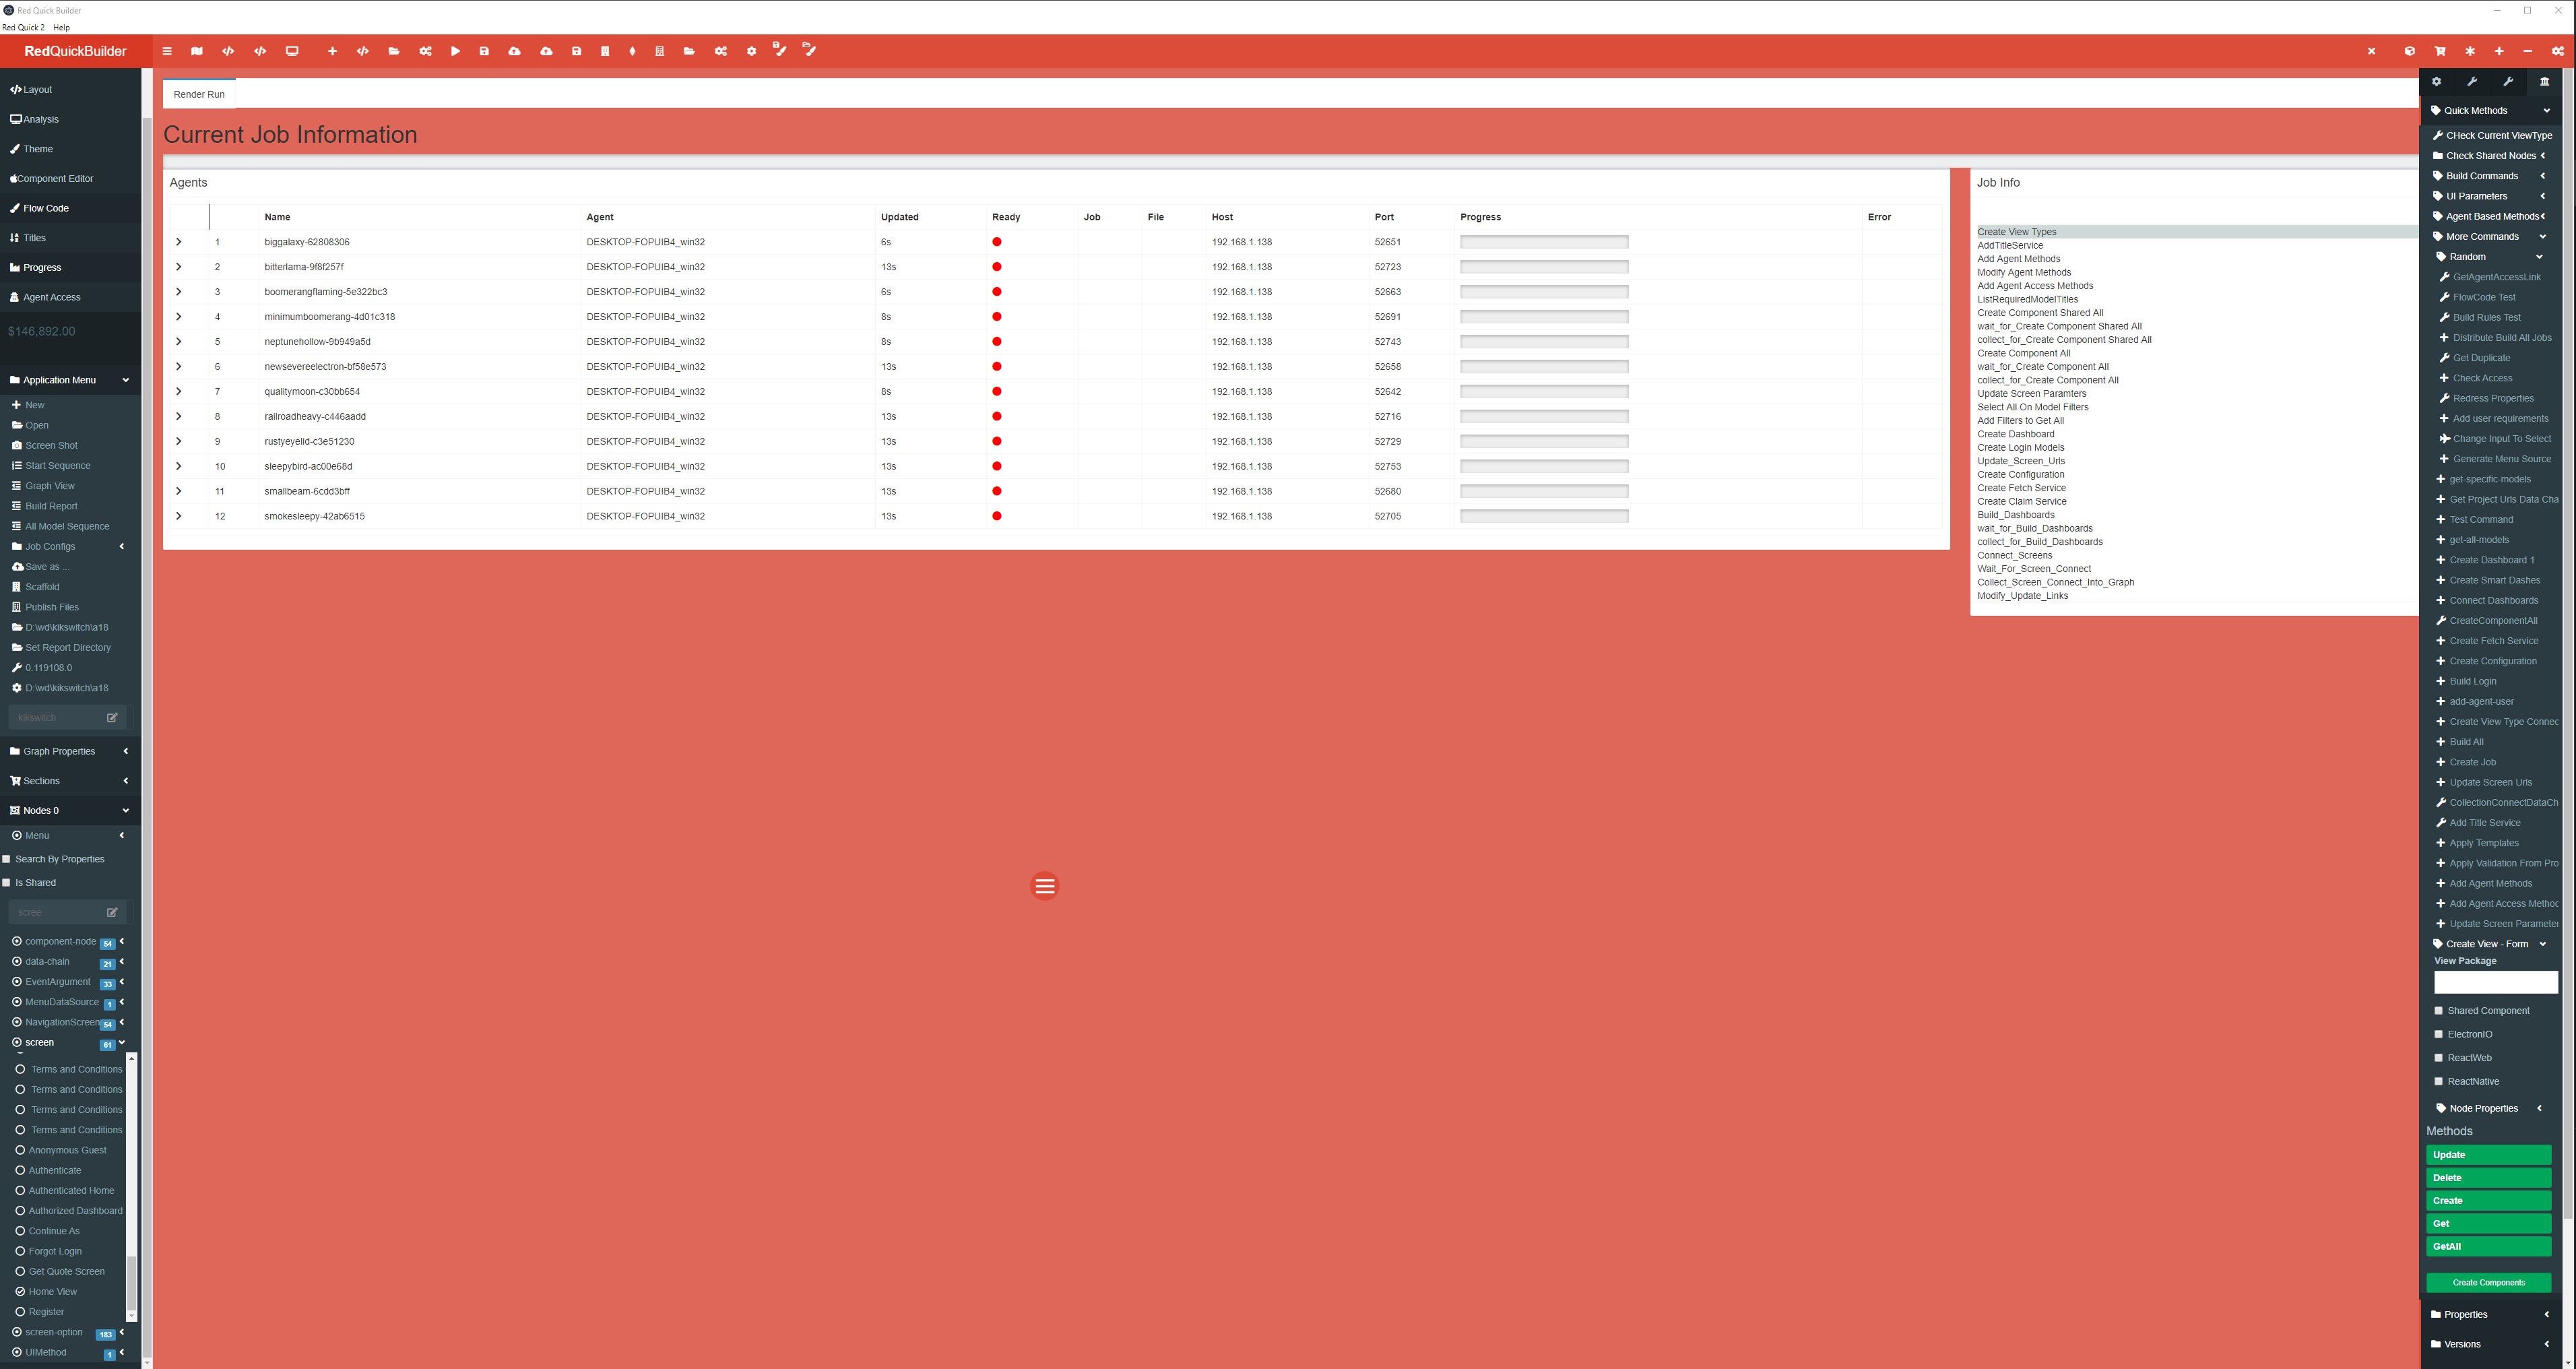 Red Quick Builder
Red Quick 2 Help
RedQuickBuilder
Layout
Analysis
Theme
Component Editor
Flow Code
Titles
Progress
Agent Access
$146,892.00
Application Menu
New
Open
Screen Shot
Start Sequence
Graph View
Build Report
All Model Sequence
Job Configs
Save as ...
Scaffold
Publish Files
D:\wd\kikswitch\a18
Set Report Directory
0.119108.0
D:\wd\kikswitch\a18
kikswitch
Graph Properties
Sections
Nodes 0
Menu
Search By Properties
Is Shared
scree
component-node 54
data-chain 21
EventArgument 33
MenuDataSource 1
NavigationScreen 54
screen 61
Terms and Conditions
Terms and Conditions
Terms and Conditions
Terms and Conditions
Anonymous Guest
Authenticate
Authenticated Home
Authorized Dashboard
Continue As
Forgot Login
Get Quote Screen
Home View
Register
screen-option 183
UIMethod 1
Render Run
Current Job Information
Agents
Name Agent Updated Ready Job File Host Port Progress Error
1 biggalaxy-62808306 DESKTOP-FOPUIB4_win32 6s 192.168.1.138 52651
2 bitterlama-9f8f257f DESKTOP-FOPUIB4_win32 13s 192.168.1.138 52723
3 boomerangflaming-5e322bc3 DESKTOP-FOPUIB4_win32 6s 192.168.1.138 52663
4 minimumboomerang-4d01c318 DESKTOP-FOPUIB4_win32 8s 192.168.1.138 52691
5 neptunehollow-9b949a5d DESKTOP-FOPUIB4_win32 8s 192.168.1.138 52743
6 newsevereelectron-bf58e573 DESKTOP-FOPUIB4_win32 13s 192.168.1.138 52658
7 qualitymoon-c30bb654 DESKTOP-FOPUIB4_win32 8s 192.168.1.138 52642
8 railroadheavy-c446aadd DESKTOP-FOPUIB4_win32 13s 192.168.1.138 52716
9 rustyeyelid-c3e51230 DESKTOP-FOPUIB4_win32 13s 192.168.1.138 52729
10 sleepybird-ac00e68d DESKTOP-FOPUIB4_win32 13s 192.168.1.138 52753
11 smallbeam-6cdd3bff DESKTOP-FOPUIB4_win32 13s 192.168.1.138 52680
12 smokesleepy-42ab6515 DESKTOP-FOPUIB4_win32 13s 192.168.1.138 52705
Job Info
Create View Types
AddTitleService
Add Agent Methods
Modify Agent Methods
Add Agent Access Methods
ListRequiredModelTitles
Create Component Shared All
wait_for_Create Component Shared All
collect_for_Create Component Shared All
Create Component All
wait_for_Create Component All
collect_for_Create Component All
Update Screen Paramters
Select All On Model Filters
Add Filters to Get All
Create Dashboard
Create Login Models
Update_Screen_Urls
Create Configuration
Create Fetch Service
Create Claim Service
Build_Dashboards
wait_for_Build_Dashboards
collect_for_Build_Dashboards
Connect_Screens
Wait_For_Screen_Connect
Collect_Screen_Connect_Into_Graph
Modify_Update_Links
Quick Methods
CHeck Current ViewType
Check Shared Nodes
Build Commands
UI Parameters
Agent Based Methods
More Commands
Random
GetAgentAccessLink
FlowCode Test
Build Rules Test
Distribute Build All Jobs
Get Duplicate
Check Access
Redress Properties
Add user requirements
Change Input To Select
Generate Menu Source
get-specific-models
Get Project Urls Data Cha
Test Command
get-all-models
Create Dashboard 1
Create Smart Dashes
Connect Dashboards
CreateComponentAll
Create Fetch Service
Create Configuration
Build Login
add-agent-user
Create View Type Connec
Build All
Create Job
Update Screen Urls
CollectionConnectDataCh
Add Title Service
Apply Templates
Apply Validation From Pro
Add Agent Methods
Add Agent Access Method
Update Screen Parameter
Create View - Form
View Package
Shared Component
ElectronIO
ReactWeb
ReactNative
Node Properties
Methods
Update
Delete
Create
Get
GetAll
Create Components
Properties
Versions